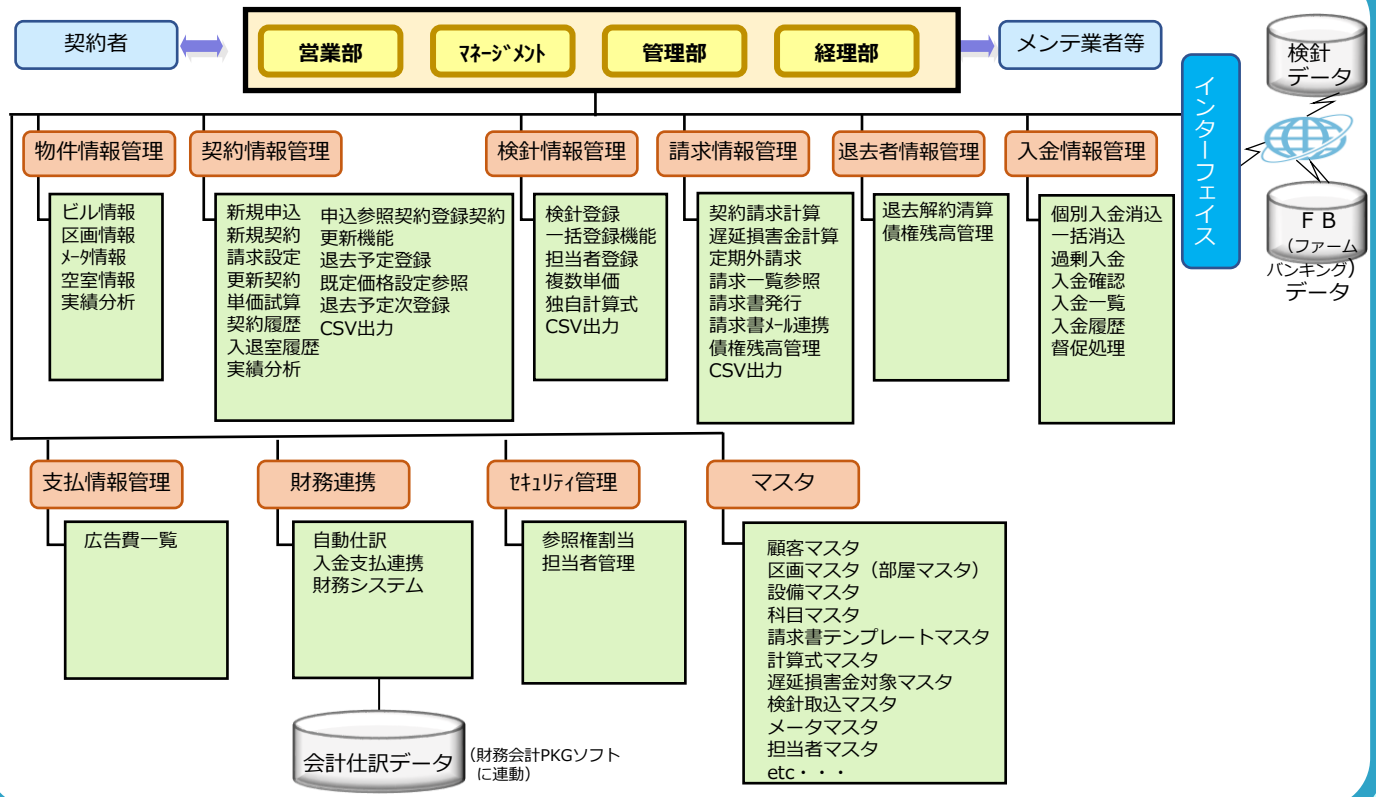 契約者
営業部
ﾏﾈｰｼﾞﾒﾝﾄ
管理部
経理部
メンテ業者等
検針
データ
インターフェイス
ＦＢ
（ファーム
バンキング）
データ
物件情報管理
ビル情報
区画情報
ﾒｰﾀ情報
空室情報
実績分析
契約情報管理
新規申込
新規契約
請求設定
更新契約
単価試算
契約履歴
入退室履歴
実績分析
申込参照契約登録契約
更新機能
退去予定登録
既定価格設定参照
退去予定次登録
CSV出力
検針情報管理
検針登録
一括登録機能
担当者登録
複数単価
独自計算式
CSV出力
請求情報管理
契約請求計算
遅延損害金計算
定期外請求
請求一覧参照
請求書発行
請求書ﾒｰﾙ連携
債権残高管理
CSV出力
退去者情報管理
退去解約清算
債権残高管理
入金情報管理
個別入金消込
一括消込
過剰入金
入金確認
入金一覧
入金履歴
督促処理
支払情報管理
広告費一覧
財務連携
自動仕訳
入金支払連携
財務システム
会計仕訳データ
（財務会計PKGソフト
に連動）
ｾｷｭﾘﾃｨ管理
参照権割当
担当者管理
マスタ
顧客マスタ
区画マスタ（部屋マスタ）
設備マスタ
科目マスタ
請求書テンプレートマスタ
計算式マスタ
遅延損害金対象マスタ
検針取込マスタ
メータマスタ
担当者マスタ
etc・・・